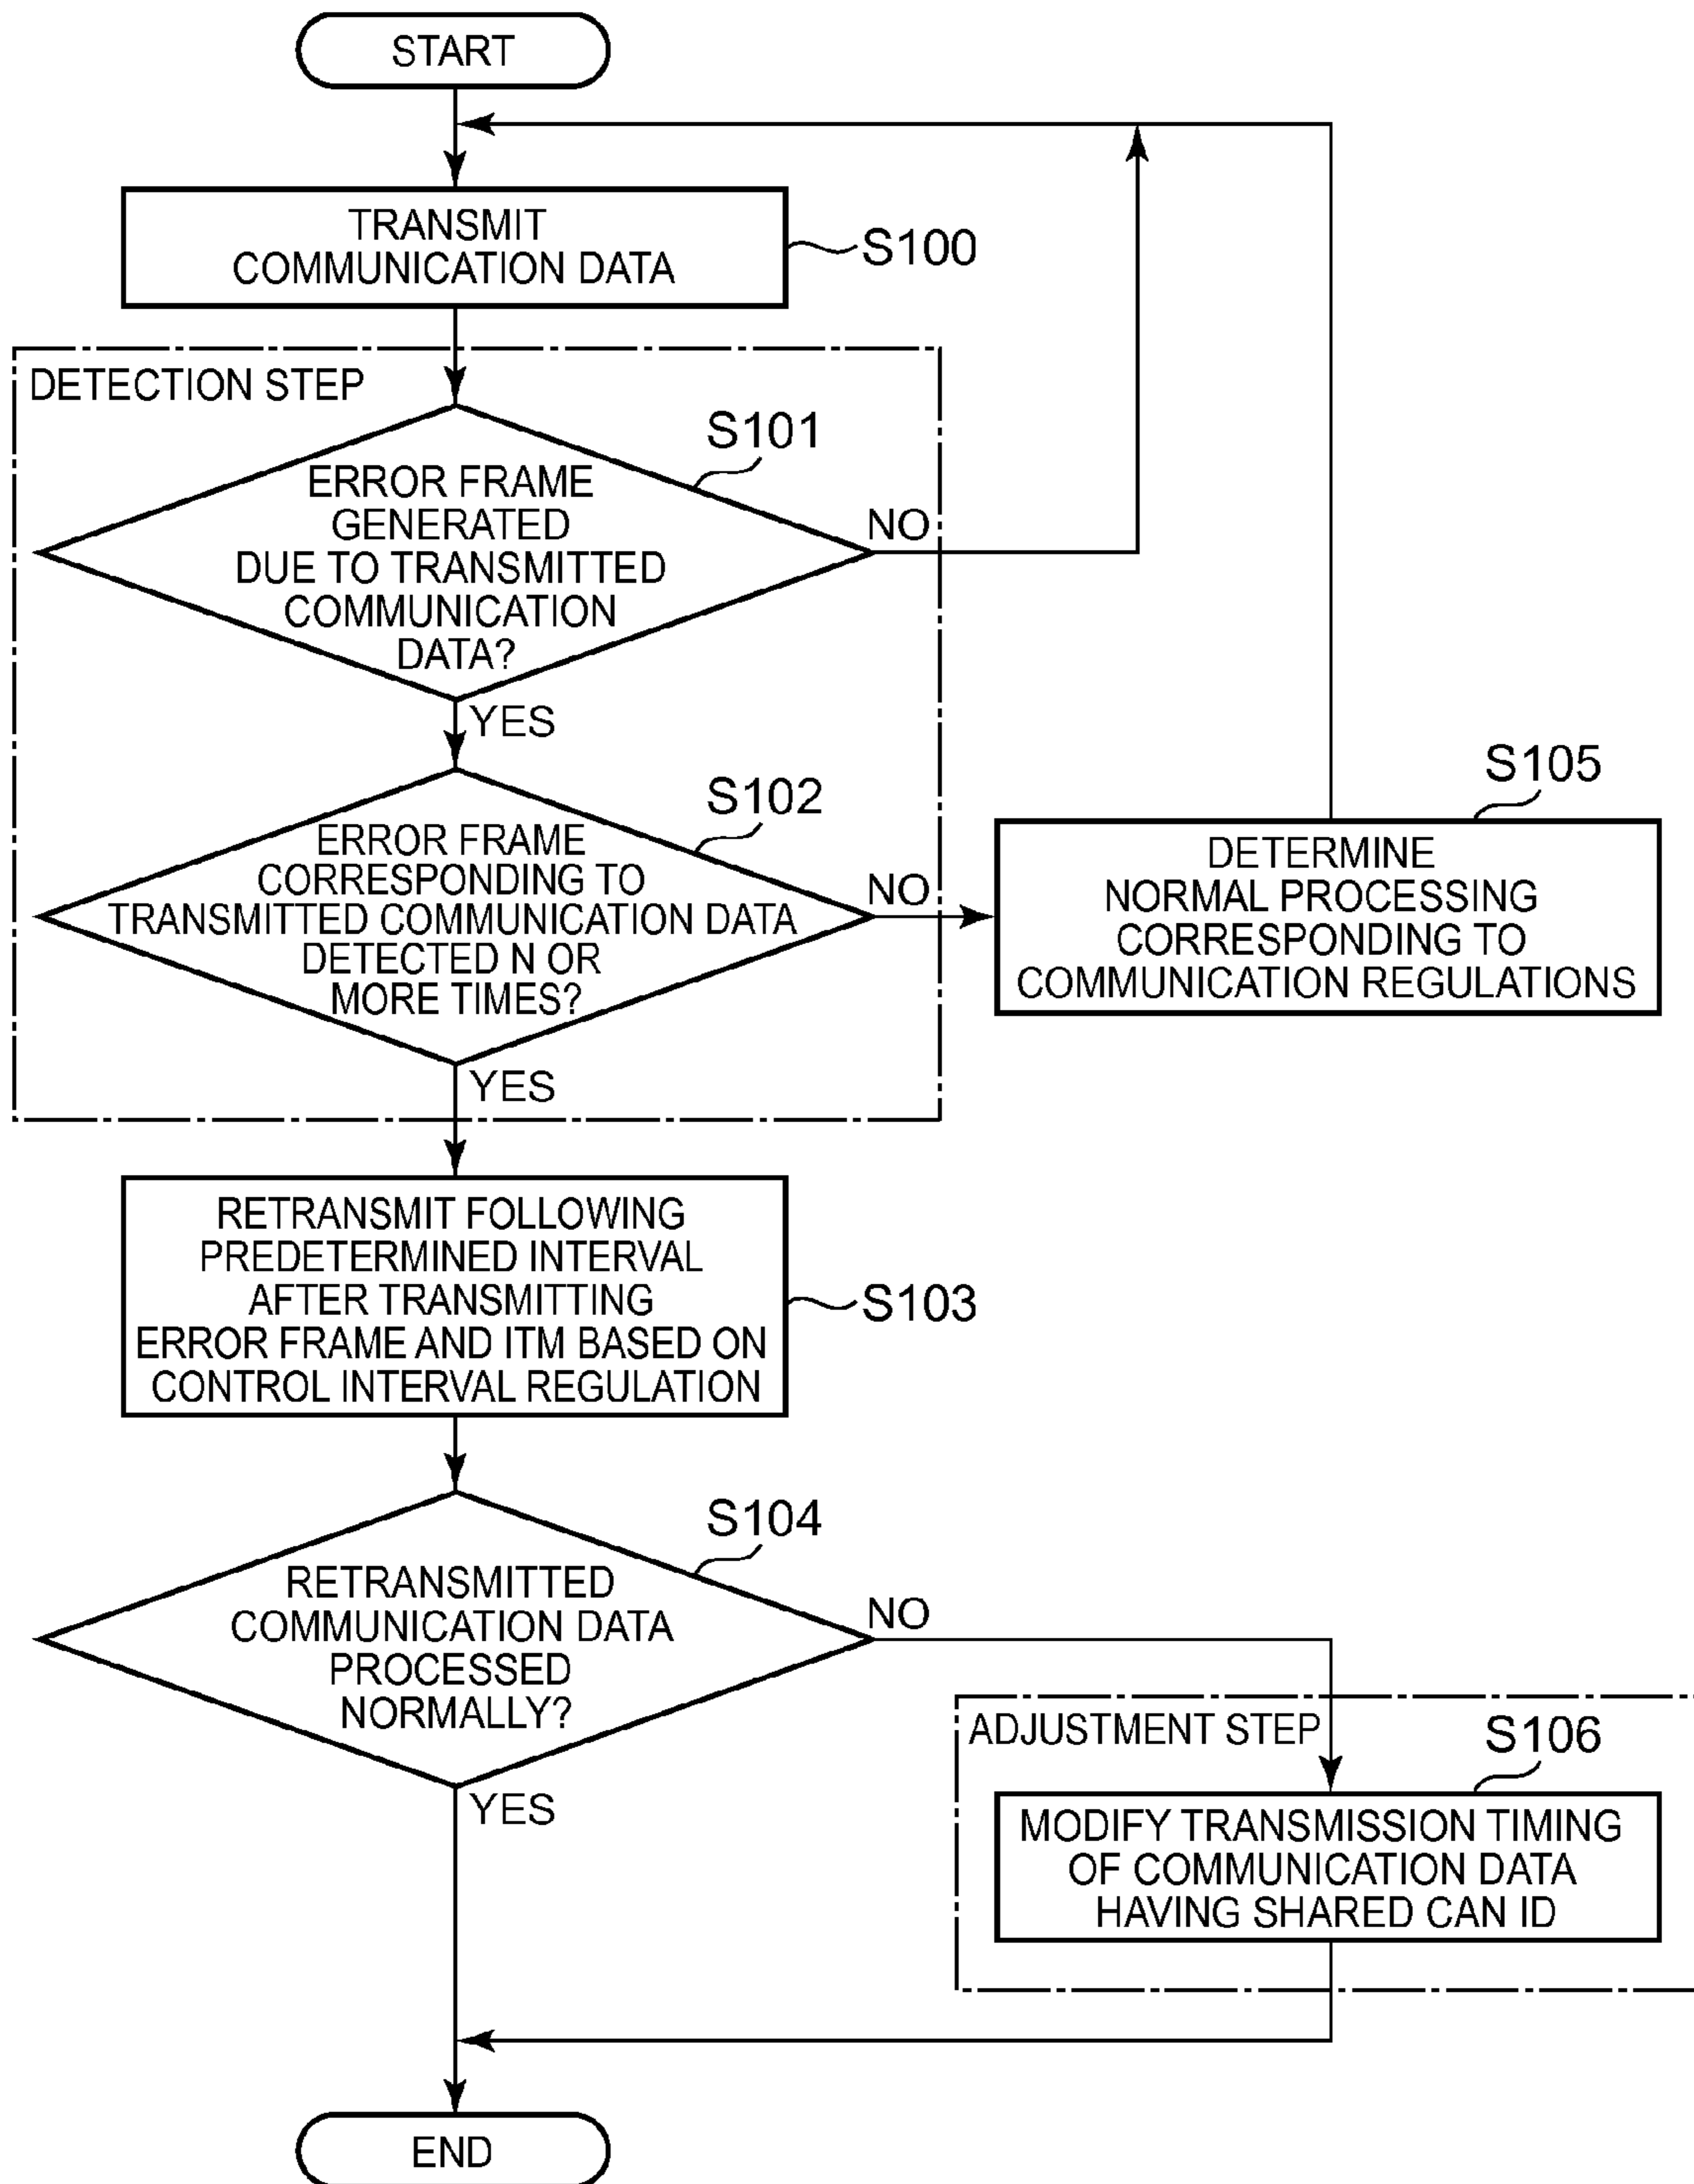 START
TRANSMIT
COMMUNICATION DATA
S100
DETECTION STEP
S101
ERROR FRAME
GENERATED
DUE TO TRANSMITTED
COMMUNICATION
DATA?
NO
YES
S102
ERROR FRAME
CORRESPONDING TO
TRANSMITTED COMMUNICATION DATA
DETECTED N OR
MORE TIMES?
NO
YES
S105
DETERMINE
NORMAL PROCESSING
CORRESPONDING TO
COMMUNICATION REGULATIONS
RETRANSMIT FOLLOWING
PREDETERMINED INTERVAL
AFTER TRANSMITTING
ERROR FRAME AND ITM BASED ON
CONTROL INTERVAL REGULATION
S103
S104
RETRANSMITTED
COMMUNICATION DATA
PROCESSED
NORMALLY?
NO
YES
ADJUSTMENT STEP
S106
MODIFY TRANSMISSION TIMING
OF COMMUNICATION DATA
HAVING SHARED CAN ID
END